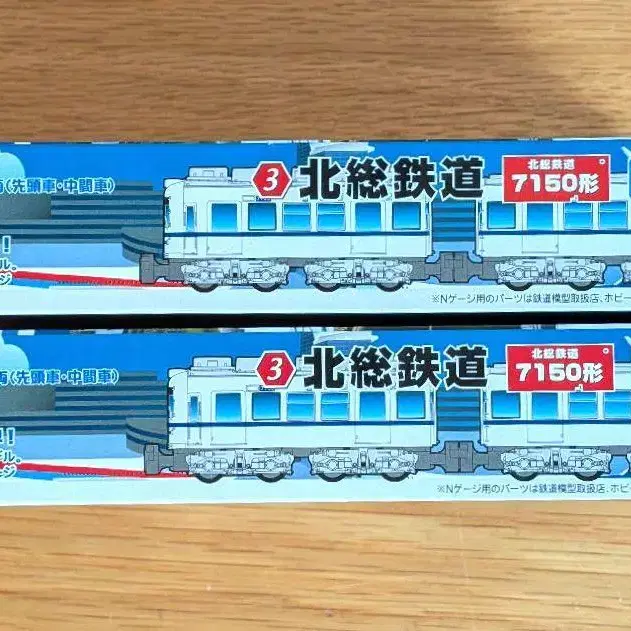 両(先頭車・中間車)
③ 北総鉄道
北総鉄道
7150形
!
ル。
ージ
※Nゲージ用のパーツは鉄道模型取扱店、ホビー
両(先頭車・中間車)
③ 北総鉄道
北総鉄道
7150形
!
ル。
ージ
※Nゲージ用のパーツは鉄道模型取扱店、ホビー